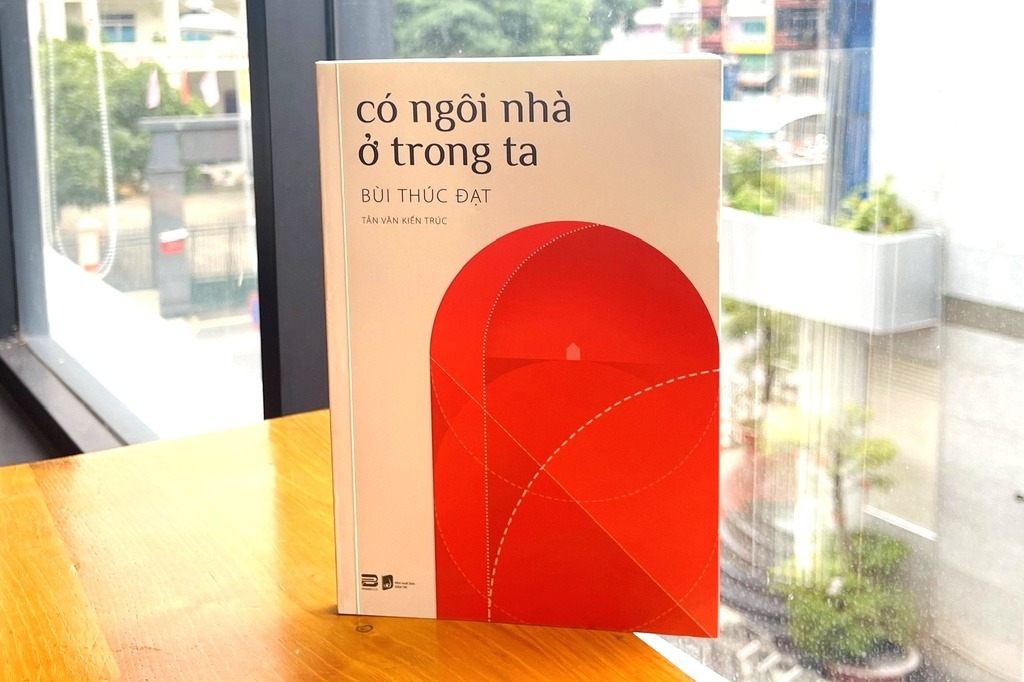 có ngôi nhà
ở trong ta
BÙI THÚC ĐẠT
TẢN VĂN KIẾN TRÚC